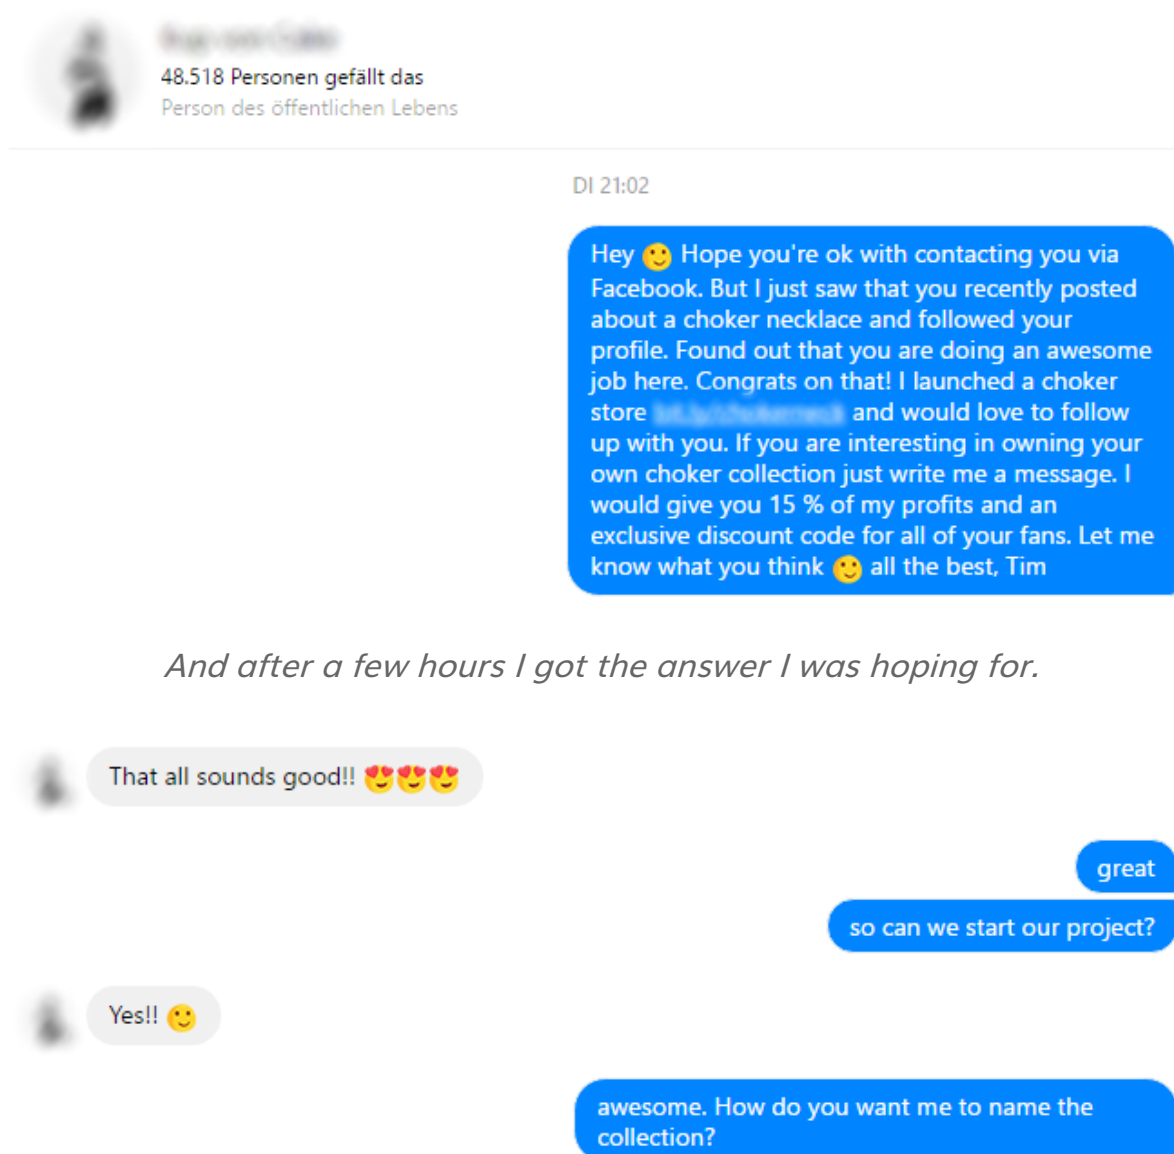 48.518 Personen gefällt das
Person des öffentlichen Lebens
DI 21:02
Hey 🙂 Hope you're ok with contacting you via
Facebook. But I just saw that you recently posted
about a choker necklace and followed your
profile. Found out that you are doing an awesome
job here. Congrats on that! I launched a choker
store and would love to follow
up with you. If you are interesting in owning your
own choker collection just write me a message. I
would give you 15 % of my profits and an
exclusive discount code for all of your fans. Let me
know what you think 🙂 all the best, Tim
And after a few hours I got the answer I was hoping for.
That all sounds good!! 😍😍😍
great
so can we start our project?
Yes!! 🙂
awesome. How do you want me to name the
collection?